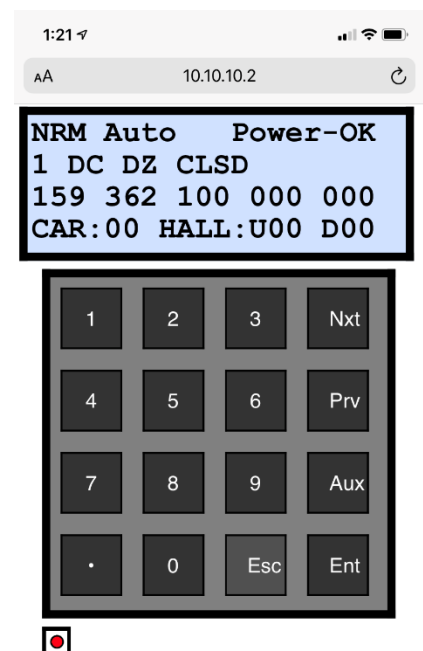 1:21
AA 10.10.10.2
NRM Auto Power-OK
1 DC DZ CLSD
159 362 100 000 000
CAR:00 HALL:U00 D00
1 2 3 Nxt
4 5 6 Prv
7 8 9 Aux
. 0 Esc Ent